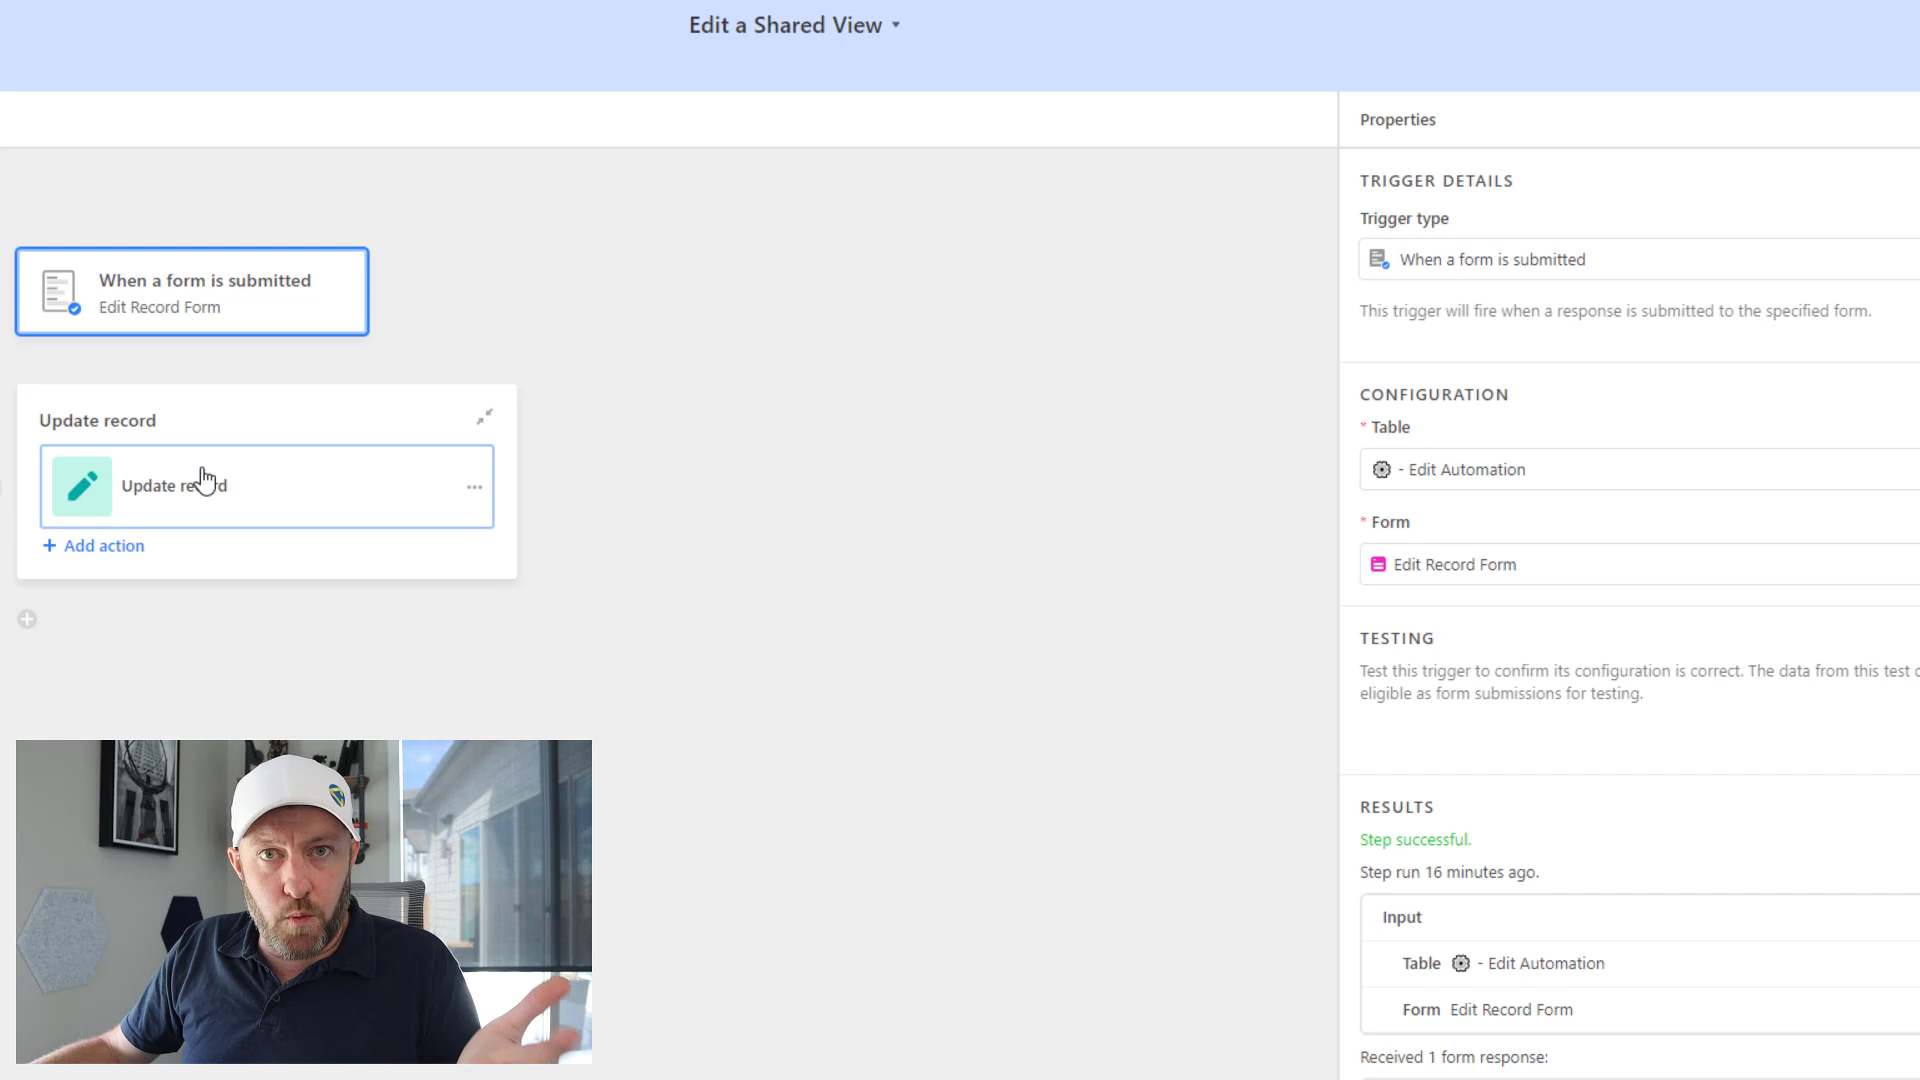 Edit a Shared View
Properties
TRIGGER DETAILS
Trigger type
When a form is submitted
This trigger will fire when a response is submitted to the specified form.
When a form is submitted
Edit Record Form
CONFIGURATION
* Table
- Edit Automation
* Form
Edit Record Form
Update record
Update record
+ Add action
TESTING
Test this trigger to confirm its configuration is correct. The data from this test
eligible as form submissions for testing.
RESULTS
Step successful.
Step run 16 minutes ago.
Input
Table - Edit Automation
Form Edit Record Form
Received 1 form response: